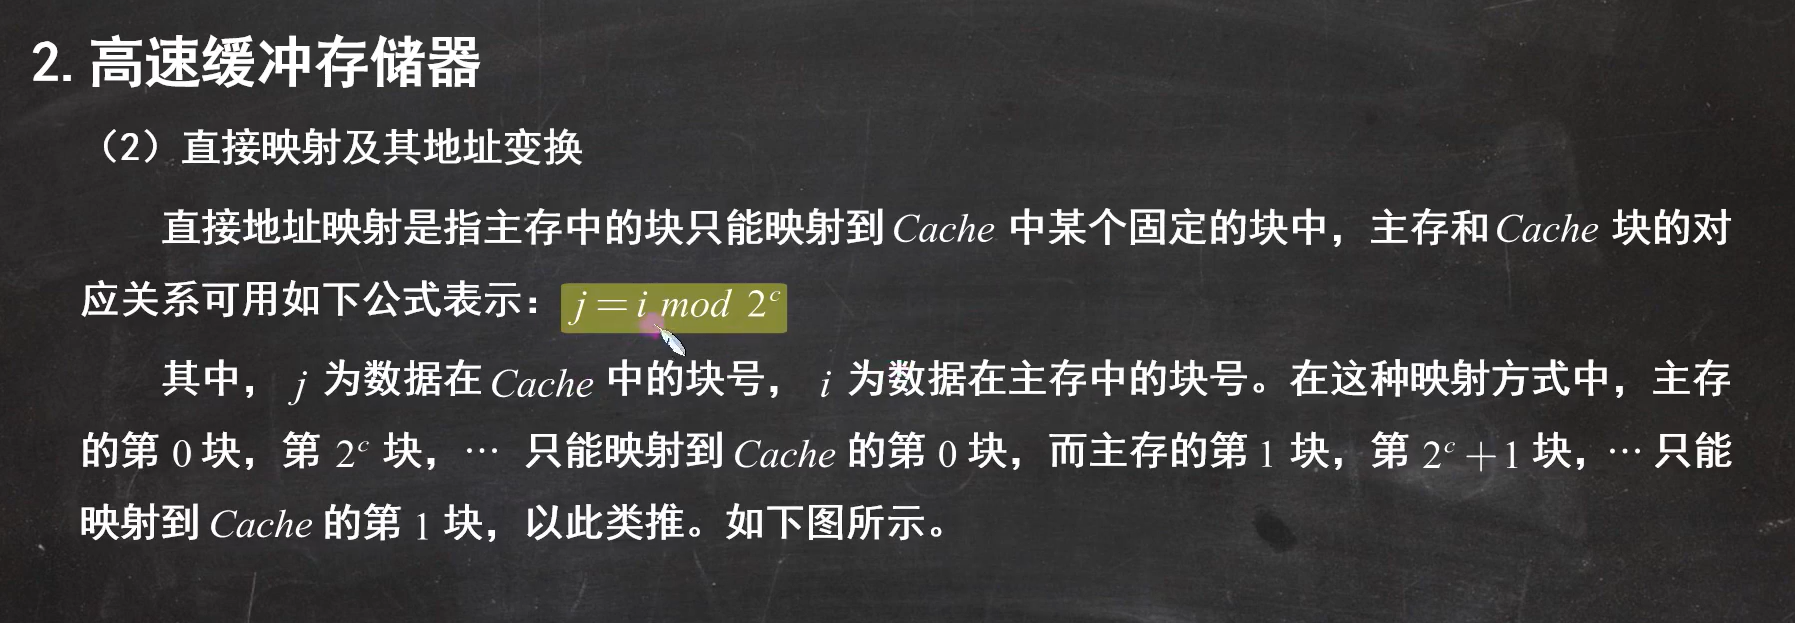 2. 高速缓冲存储器
（2）直接映射及其地址变换
直接地址映射是指主存中的块只能映射到 Cache 中某个固定的块中，主存和 Cache 块的对
应关系可用如下公式表示： j = i mod 2^c
其中， j 为数据在 Cache 中的块号， i 为数据在主存中的块号。在这种映射方式中，主存
的第 0 块，第 2^c 块，… 只能映射到 Cache 的第 0 块，而主存的第 1 块，第 2^c + 1 块，… 只能
映射到 Cache 的第 1 块，以此类推。如下图所示。